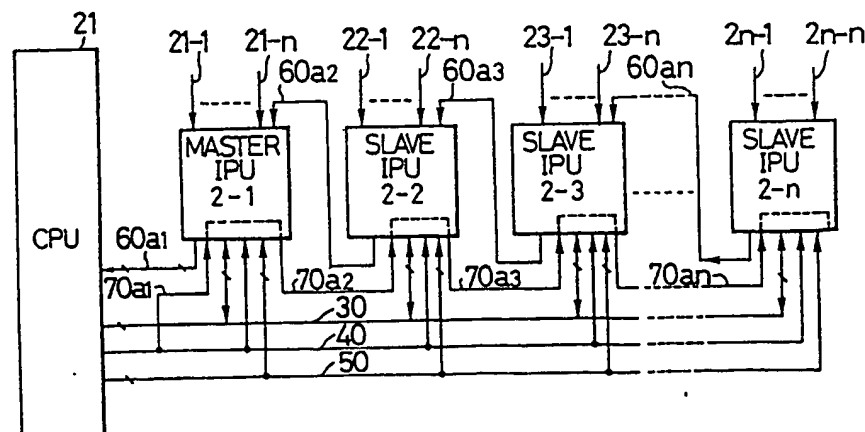 21
21-1 21-n 22-1 22-n 23-1 23-n 2n-1 2n-n
60a2 60a3 60an
MASTER IPU 2-1
SLAVE IPU 2-2
SLAVE IPU 2-3
SLAVE IPU 2-n
CPU
60a1
70a1 70a2 70a3 70an
30
40
50